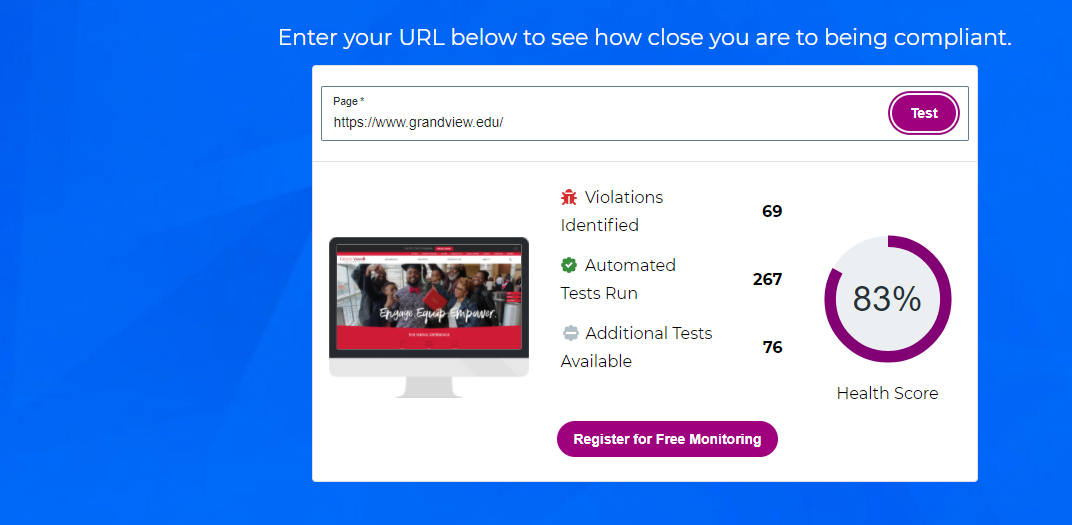 Enter your URL below to see how close you are to being compliant.
Page *
https://www.grandview.edu/
Test
Violations
Identified
69
Automated
Tests Run
267
Additional Tests
Available
76
Engage. Equip. Empower.
83%
Health Score
Register for Free Monitoring